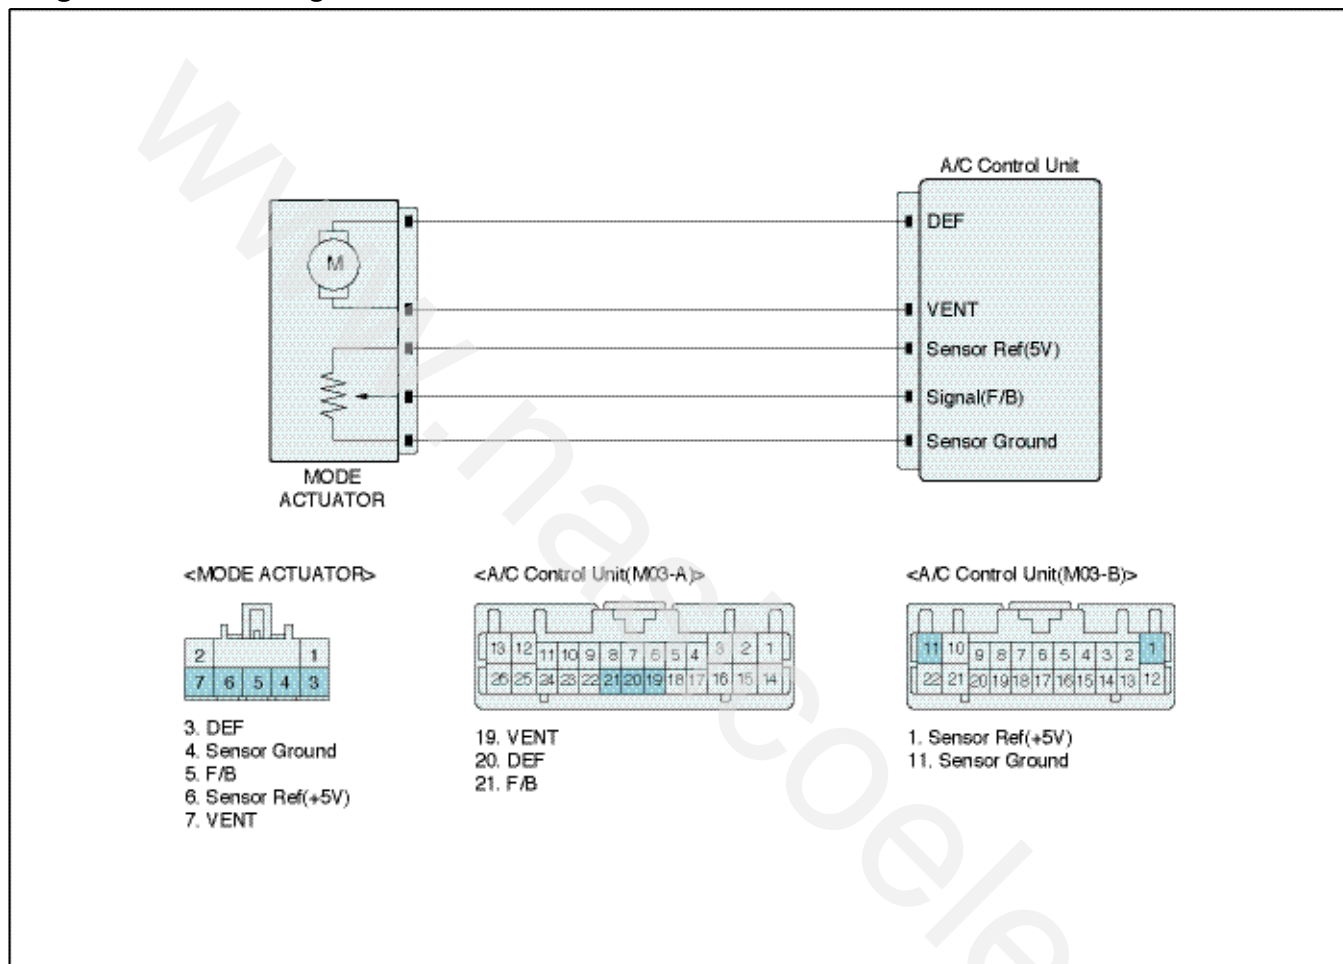 A/C Control Unit
M
DEF
VENT
Sensor Ref(5V)
Signal(F/B)
Sensor Ground
MODE
ACTUATOR
<MODE ACTUATOR>
2 1
7 6 5 4 3
3. DEF
4. Sensor Ground
5. F/B
6. Sensor Ref(+5V)
7. VENT
<A/C Control Unit(M03-A)>
13 12 11 10 9 8 7 6 5 4 3 2 1
26 25 24 23 22 21 20 19 18 17 16 15 14
19. VENT
20. DEF
21. F/B
<A/C Control Unit(M03-B)>
11 10 9 8 7 6 5 4 3 2 1
22 21 20 19 18 17 16 15 14 13 12
1. Sensor Ref(+5V)
11. Sensor Ground